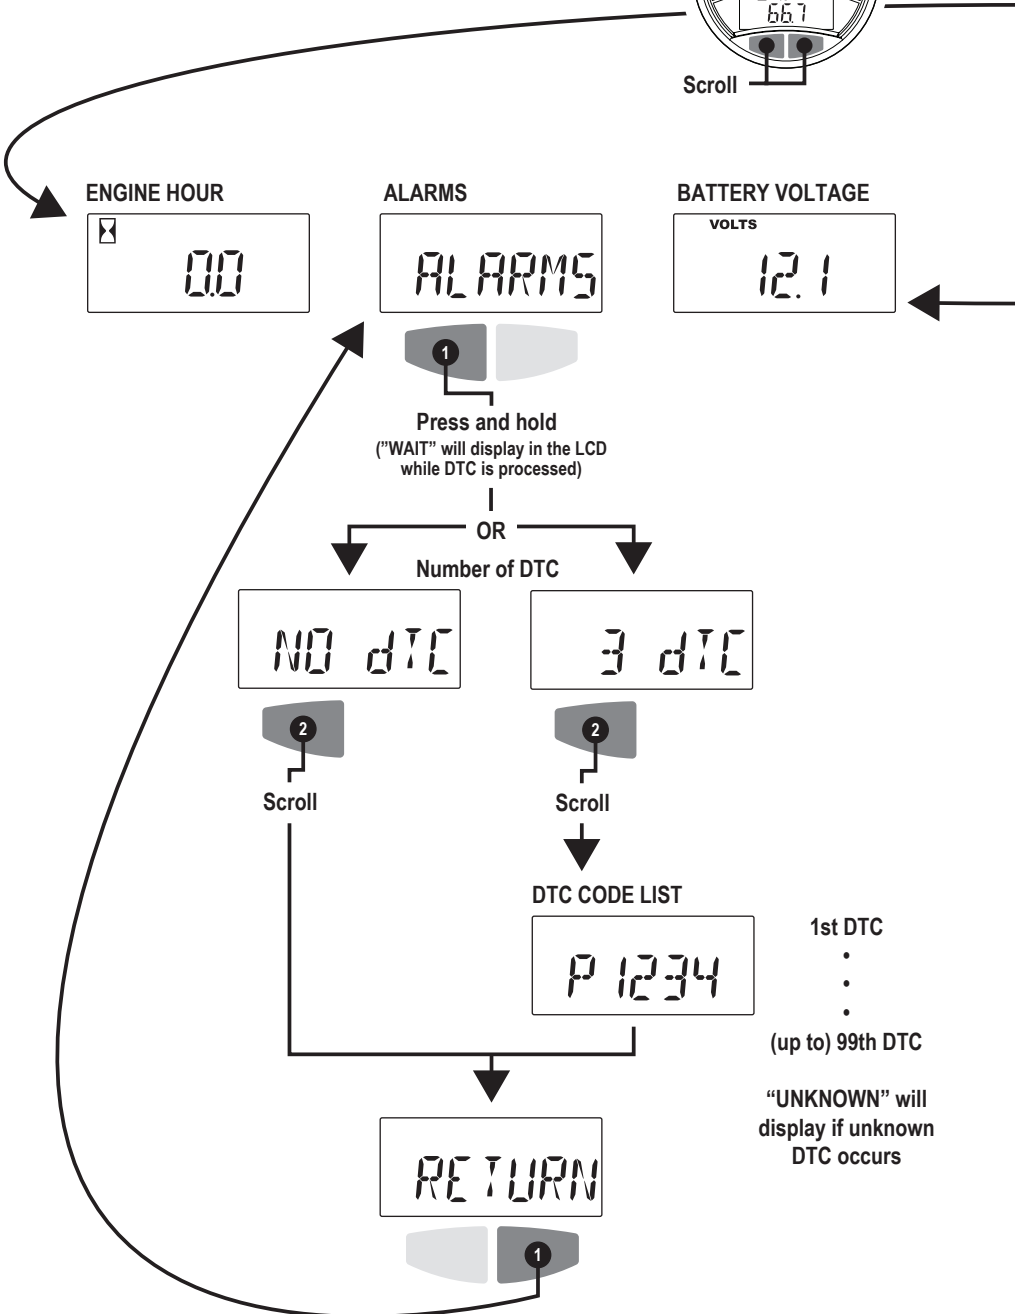 66.7
Scroll
ENGINE HOUR
0.0
ALARMS
ALARMS
BATTERY VOLTAGE
VOLTS
12.1
1
Press and hold
(”WAIT” will display in the LCD
while DTC is processed)
OR
Number of DTC
NO dTC
3 dTC
2
2
Scroll
Scroll
DTC CODE LIST
P1234
1st DTC
•
•
•
(up to) 99th DTC
“UNKNOWN” will
display if unknown
DTC occurs
RETURN
1